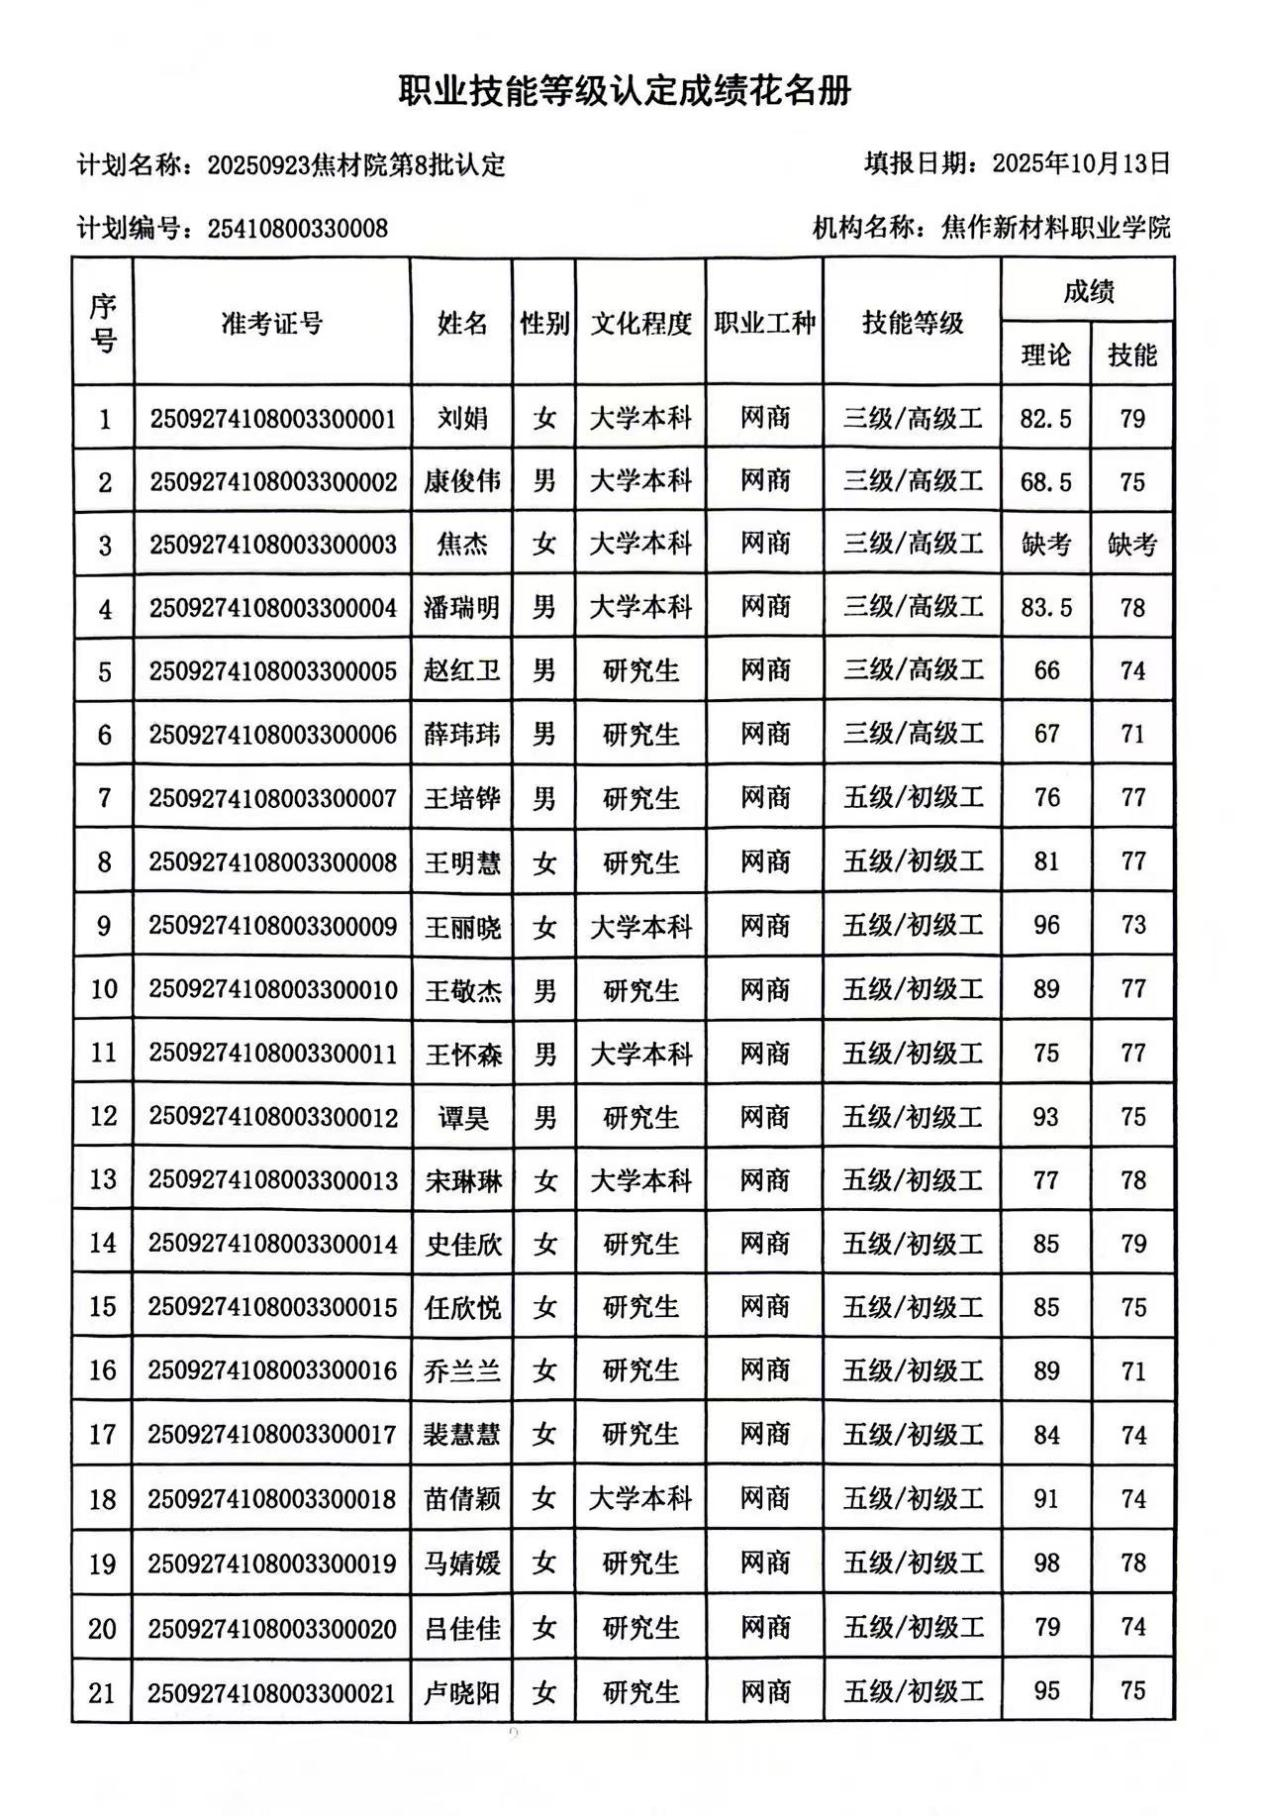 职业技能等级认定成绩花名册
计划名称：20250923焦材院第8批认定 填报日期：2025年10月13日
计划编号：25410800330008 机构名称：焦作新材料职业学院
序号 准考证号 姓名 性别 文化程度 职业工种 技能等级 成绩
理论 技能
1 2509274108003300001 刘娟 女 大学本科 网商 三级/高级工 82.5 79
2 2509274108003300002 康俊伟 男 大学本科 网商 三级/高级工 68.5 75
3 2509274108003300003 焦杰 女 大学本科 网商 三级/高级工 缺考 缺考
4 2509274108003300004 潘瑞明 男 大学本科 网商 三级/高级工 83.5 78
5 2509274108003300005 赵红卫 男 研究生 网商 三级/高级工 66 74
6 2509274108003300006 薛玮玮 男 研究生 网商 三级/高级工 67 71
7 2509274108003300007 王培铧 男 研究生 网商 五级/初级工 76 77
8 2509274108003300008 王明慧 女 研究生 网商 五级/初级工 81 77
9 2509274108003300009 王丽晓 女 大学本科 网商 五级/初级工 96 73
10 2509274108003300010 王敬杰 男 研究生 网商 五级/初级工 89 77
11 2509274108003300011 王怀森 男 大学本科 网商 五级/初级工 75 77
12 2509274108003300012 谭昊 男 研究生 网商 五级/初级工 93 75
13 2509274108003300013 宋琳琳 女 大学本科 网商 五级/初级工 77 78
14 2509274108003300014 史佳欣 女 研究生 网商 五级/初级工 85 79
15 2509274108003300015 任欣悦 女 研究生 网商 五级/初级工 85 75
16 2509274108003300016 乔兰兰 女 研究生 网商 五级/初级工 89 71
17 2509274108003300017 裴慧慧 女 研究生 网商 五级/初级工 84 74
18 2509274108003300018 苗倩颖 女 大学本科 网商 五级/初级工 91 74
19 2509274108003300019 马婧媛 女 研究生 网商 五级/初级工 98 78
20 2509274108003300020 吕佳佳 女 研究生 网商 五级/初级工 79 74
21 2509274108003300021 卢晓阳 女 研究生 网商 五级/初级工 95 75